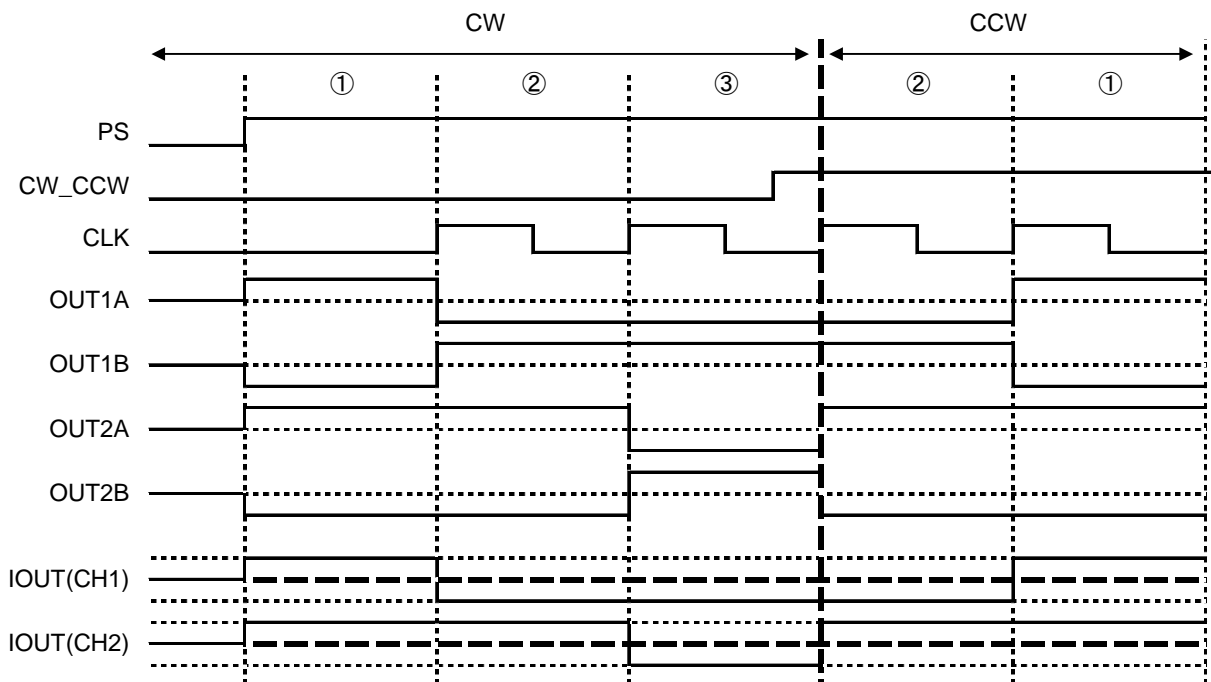 CW CCW
① ② ③ ② ①
PS
CW_CCW
CLK
OUT1A
OUT1B
OUT2A
OUT2B
IOUT(CH1)
IOUT(CH2)